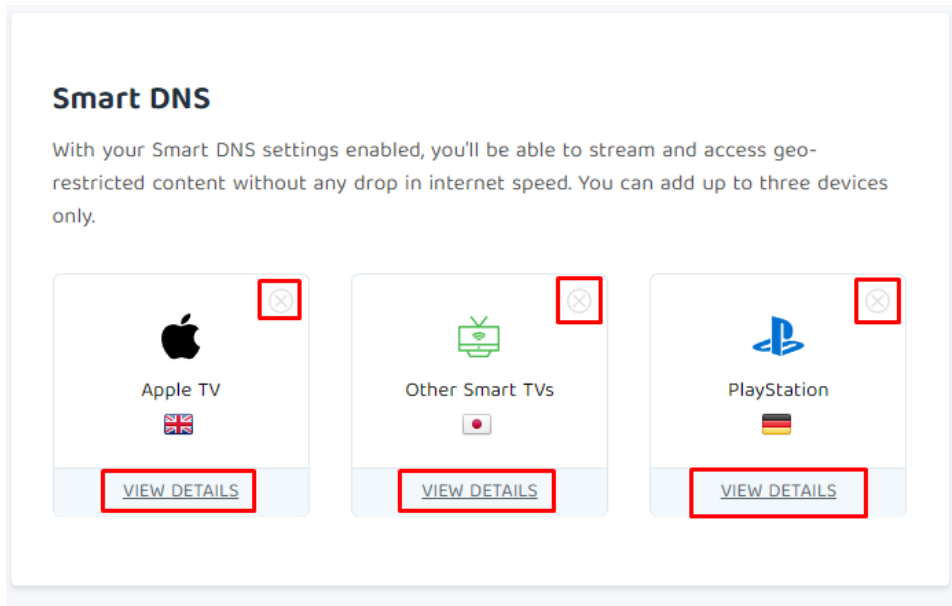 Smart DNS
With your Smart DNS settings enabled, you'll be able to stream and access geo-
restricted content without any drop in internet speed. You can add up to three devices
only.
Apple TV
Other Smart TVs
PlayStation
VIEW DETAILS
VIEW DETAILS
VIEW DETAILS